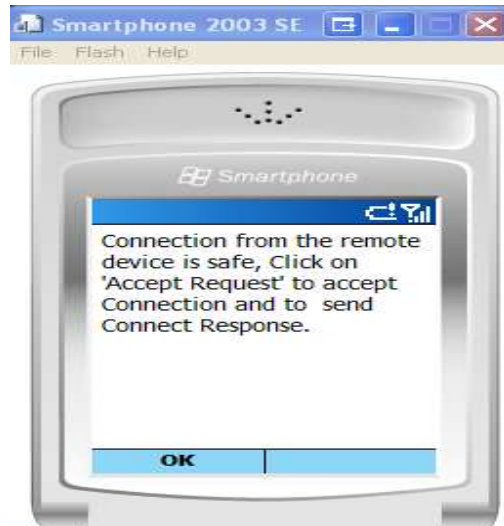 Smartphone 2003 SE
File Flash Help
Smartphone
Connection from the remote
device is safe, Click on
'Accept Request' to accept
Connection and to send
Connect Response.
OK